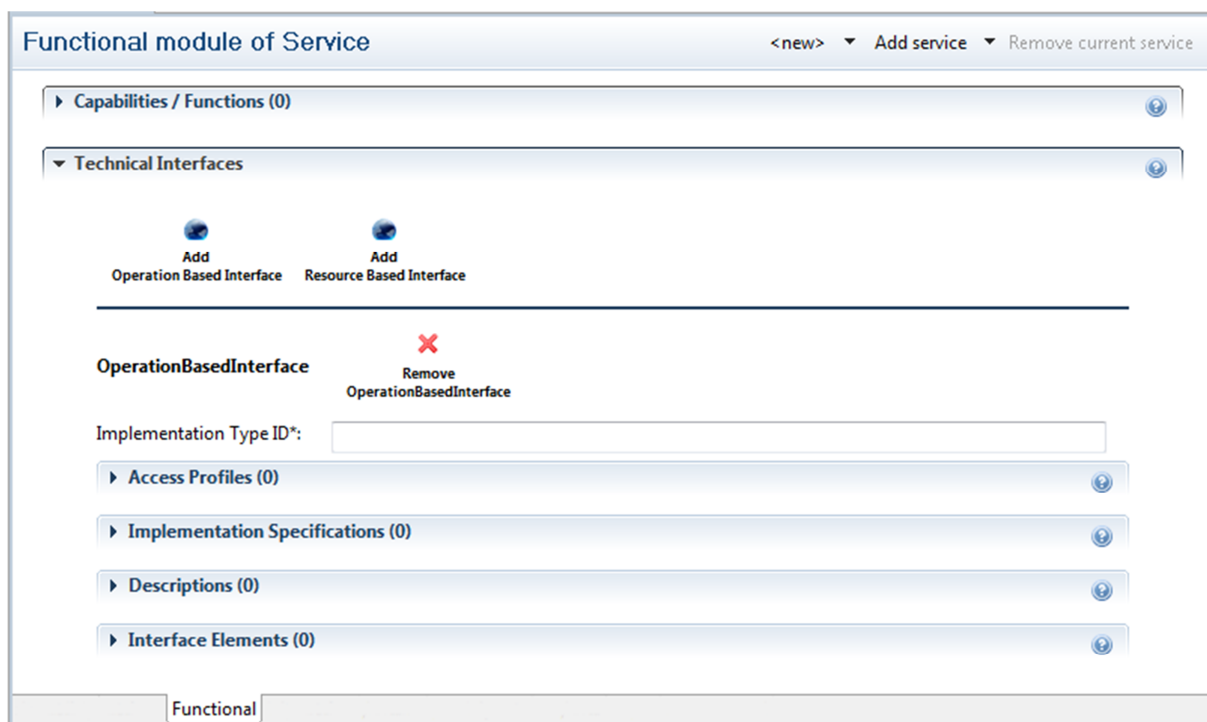 Functional module of Service
<new> Add service Remove current service
Capabilities / Functions (0)
Technical Interfaces
Add
Operation Based Interface
Add
Resource Based Interface
OperationBasedInterface
Remove
OperationBasedInterface
Implementation Type ID*:
Access Profiles (0)
Implementation Specifications (0)
Descriptions (0)
Interface Elements (0)
Functional